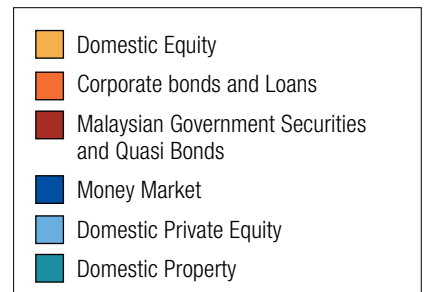 Domestic Equity
Corporate bonds and Loans
Malaysian Government Securities
and Quasi Bonds
Money Market
Domestic Private Equity
Domestic Property